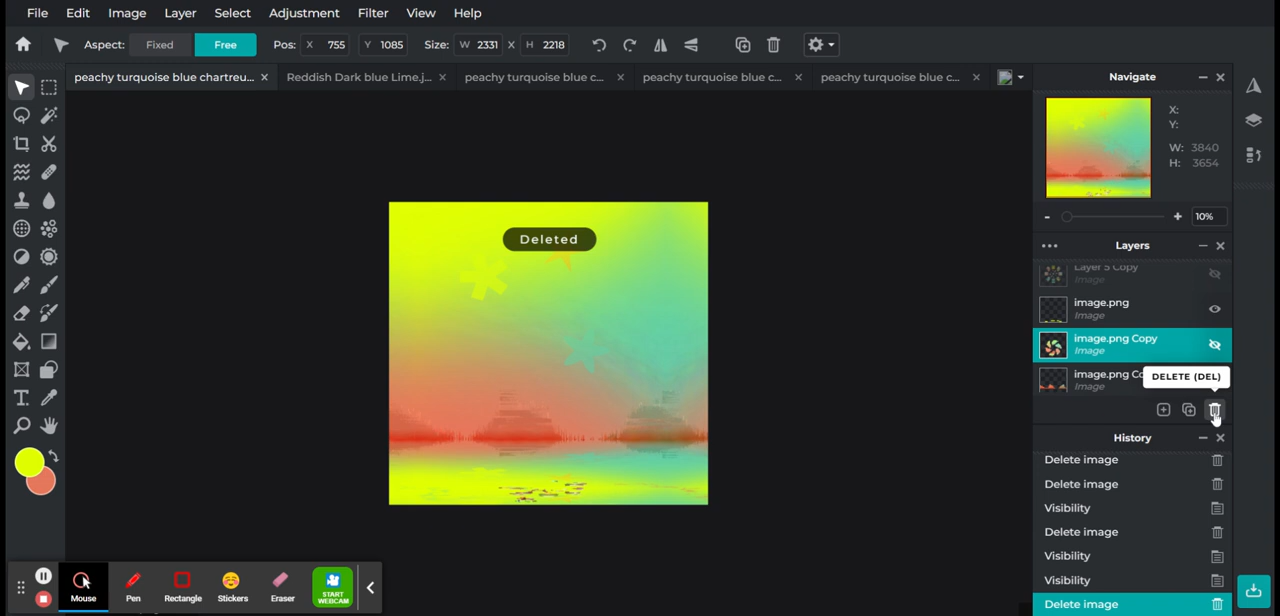 File Edit Image Layer Select Adjustment Filter View Help
Aspect: Fixed Free Pos: X 755 Y 1085 Size: W 2331 X H 2218
peachy turquoise blue chartreu... Reddish Dark blue Lime.j... peachy turquoise blue c... peachy turquoise blue c... peachy turquoise blue c...
Navigate
X:
Y:
W: 3840
H: 3654
- + 10%
Layers
Layer 5 Copy
Image
image.png
Image
image.png Copy
Image
image.png Co
Image
DELETE (DEL)
Deleted
History
Delete image
Delete image
Visibility
Delete image
Visibility
Visibility
Delete image
Mouse Pen Rectangle Stickers Eraser START
WEBCAM